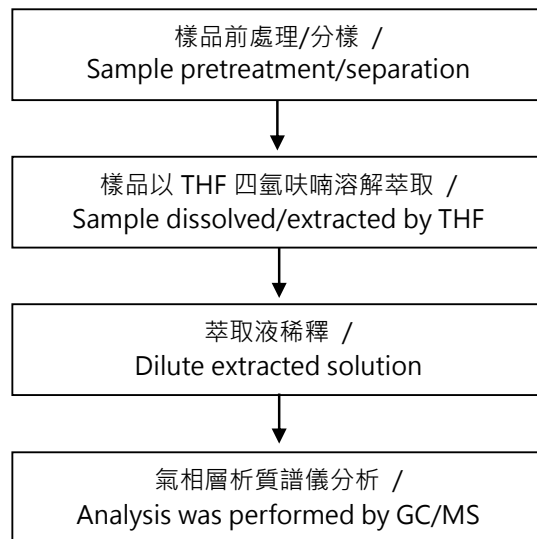 樣品前處理/分樣 /
Sample pretreatment/separation
樣品以 THF 四氫呋喃溶解萃取 /
Sample dissolved/extracted by THF
萃取液稀釋 /
Dilute extracted solution
氣相層析質譜儀分析 /
Analysis was performed by GC/MS